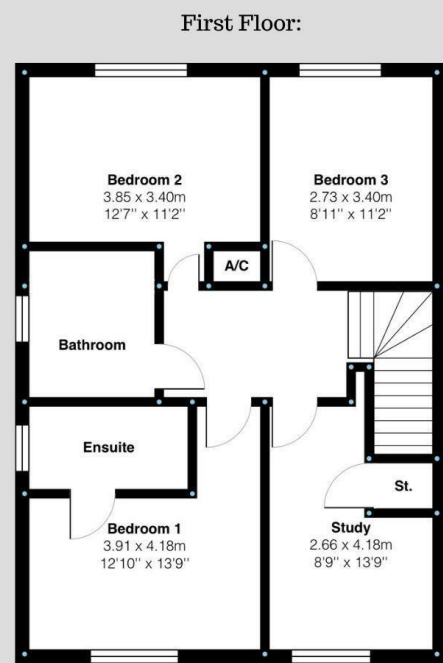 First Floor:
Bedroom 2
3.85 x 3.40m
12'7" x 11'2"
Bedroom 3
2.73 x 3.40m
8'11" x 11'2"
A/C
Bathroom
Ensuite
St.
Bedroom 1
3.91 x 4.18m
12'10" x 13'9"
Study
2.66 x 4.18m
8'9" x 13'9"